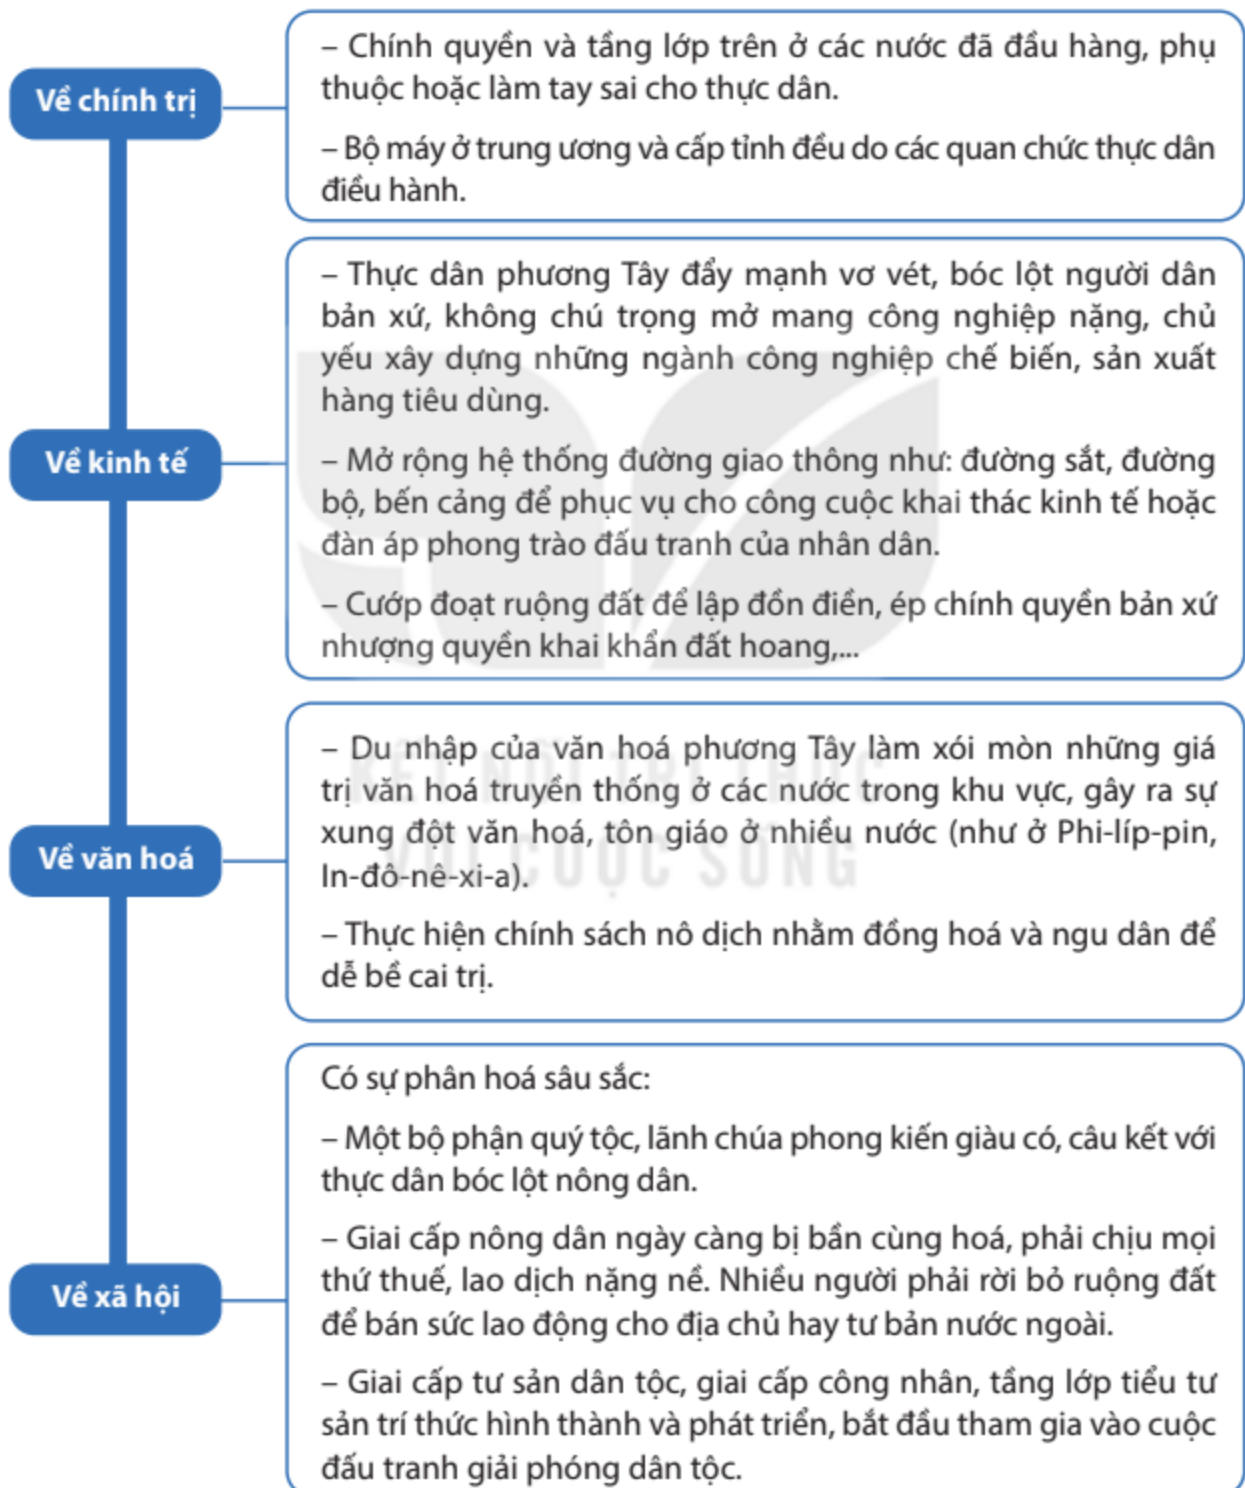 Về chính trị
– Chính quyền và tầng lớp trên ở các nước đã đầu hàng, phụ
thuộc hoặc làm tay sai cho thực dân.
– Bộ máy ở trung ương và cấp tỉnh đều do các quan chức thực dân
điều hành.
Về kinh tế
– Thực dân phương Tây đẩy mạnh vơ vét, bóc lột người dân
bản xứ, không chú trọng mở mang công nghiệp nặng, chủ
yếu xây dựng những ngành công nghiệp chế biến, sản xuất
hàng tiêu dùng.
– Mở rộng hệ thống đường giao thông như: đường sắt, đường
bộ, bến cảng để phục vụ cho công cuộc khai thác kinh tế hoặc
đàn áp phong trào đấu tranh của nhân dân.
– Cướp đoạt ruộng đất để lập đồn điền, ép chính quyền bản xứ
nhượng quyền khai khẩn đất hoang,...
Về văn hoá
– Du nhập của văn hoá phương Tây làm xói mòn những giá
trị văn hoá truyền thống ở các nước trong khu vực, gây ra sự
xung đột văn hoá, tôn giáo ở nhiều nước (như ở Phi-líp-pin,
In-đô-nê-xi-a).
– Thực hiện chính sách nô dịch nhằm đồng hoá và ngu dân để
dễ bề cai trị.
KẾT NỐI TRI THỨC
VỚI CUỘC SỐNG
Về xã hội
Có sự phân hoá sâu sắc:
– Một bộ phận quý tộc, lãnh chúa phong kiến giàu có, câu kết với
thực dân bóc lột nông dân.
– Giai cấp nông dân ngày càng bị bần cùng hoá, phải chịu mọi
thứ thuế, lao dịch nặng nề. Nhiều người phải rời bỏ ruộng đất
để bán sức lao động cho địa chủ hay tư bản nước ngoài.
– Giai cấp tư sản dân tộc, giai cấp công nhân, tầng lớp tiểu tư
sản trí thức hình thành và phát triển, bắt đầu tham gia vào cuộc
đấu tranh giải phóng dân tộc.